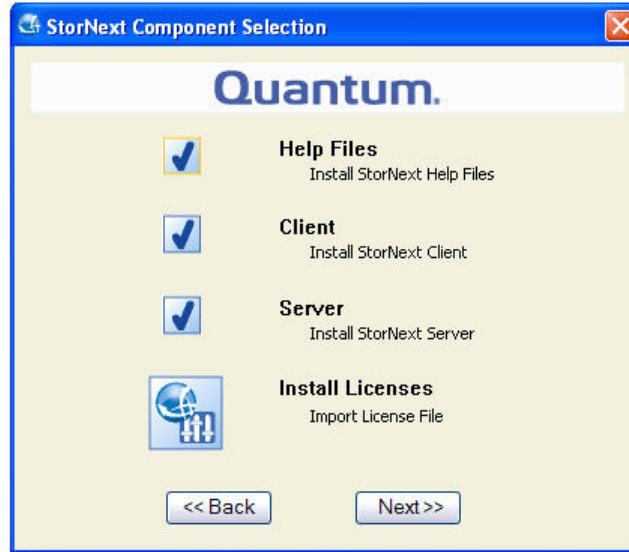 StorNext Component Selection
Quantum.
Help Files
Install StorNext Help Files
Client
Install StorNext Client
Server
Install StorNext Server
Install Licenses
Import License File
<< Back
Next >>